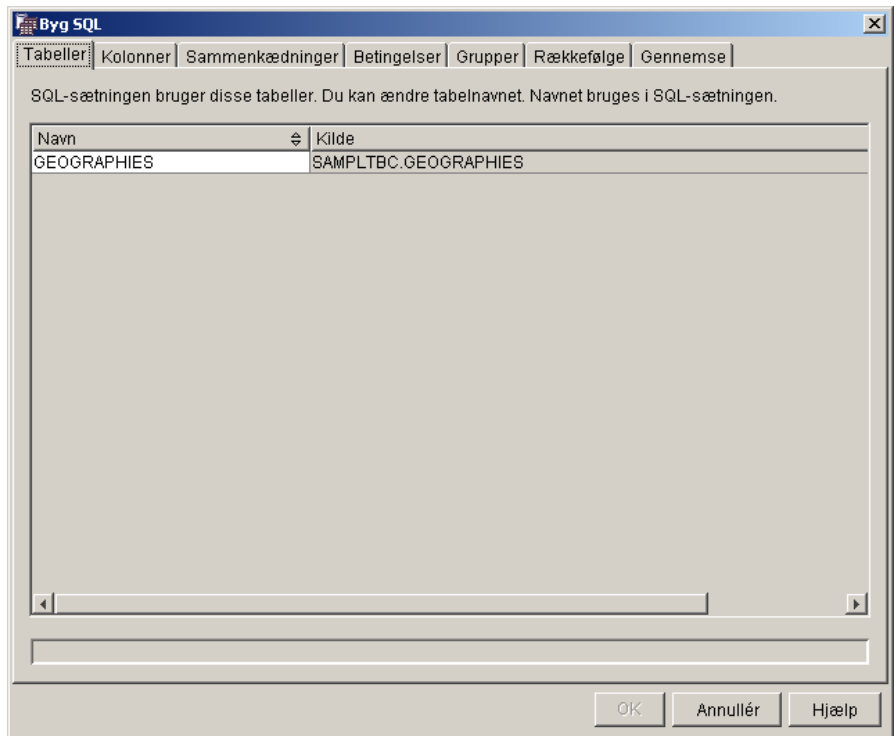 Byg SQL
Tabeller Kolonner Sammenkædninger Betingelser Grupper Rækkefølge Gennemse
SQL-sætningen bruger disse tabeller. Du kan ændre tabelnavnet. Navnet bruges i SQL-sætningen.
Navn Kilde
GEOGRAPHIES SAMPLTBC.GEOGRAPHIES
OK Annullér Hjælp